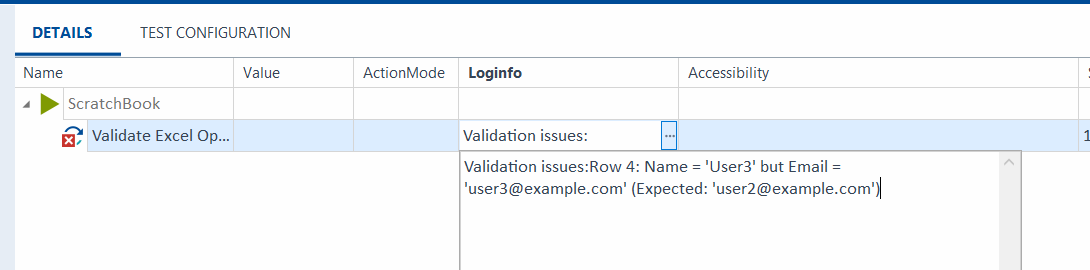 DETAILS TEST CONFIGURATION
Name Value ActionMode Loginfo Accessibility
ScratchBook
Validate Excel Op... Validation issues: ... 1
Validation issues:Row 4: Name = 'User3' but Email =
'user3@example.com' (Expected: 'user2@example.com')